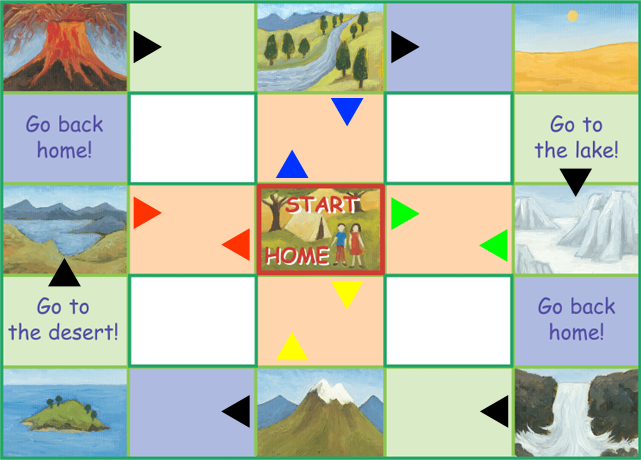 Go back
home!
Go to
the lake!
START
HOME
Go to
the desert!
Go back
home!